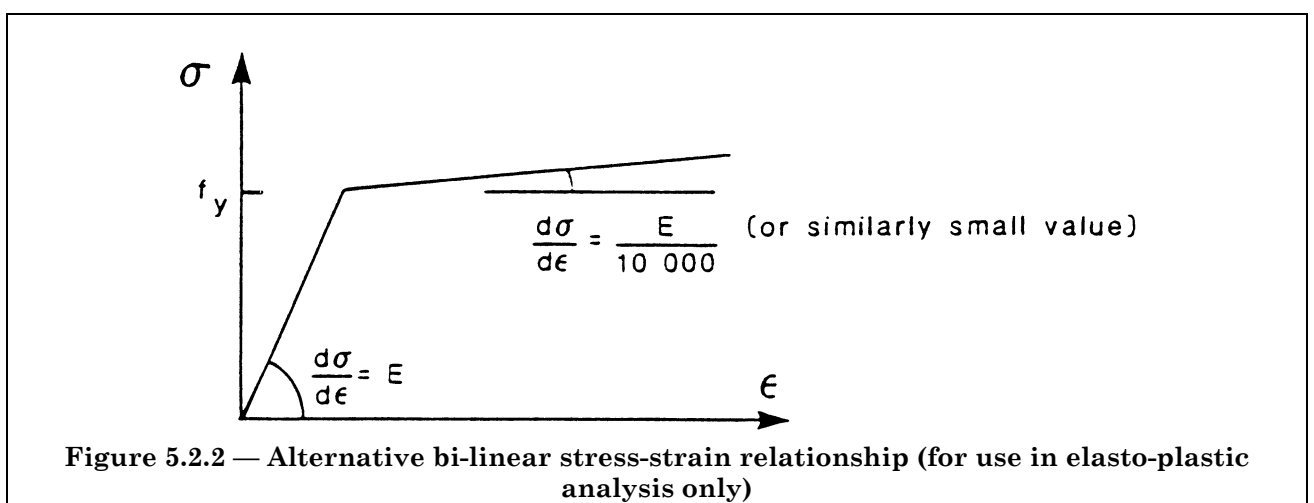 σ
f y
dσ/dϵ = E/10 000 (or similarly small value)
dσ/dϵ = E
ϵ
Figure 5.2.2 — Alternative bi-linear stress-strain relationship (for use in elasto-plastic
analysis only)